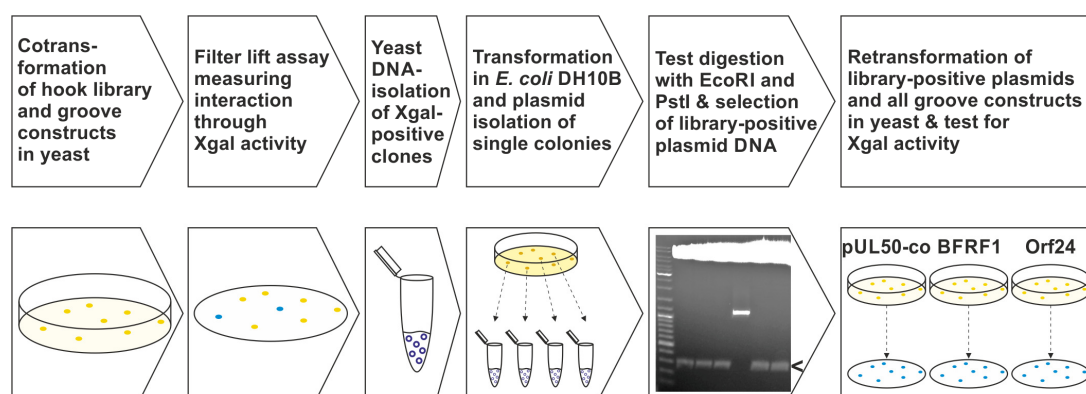 Cotrans-
formation
of hook library
and groove
constructs
in yeast
Filter lift assay
measuring
interaction
through
Xgal activity
Yeast
DNA-
isolation
of Xgal-
positive
clones
Transformation
in E. coli DH10B
and plasmid
isolation of
single colonies
Test digestion
with EcoRI and
PstI & selection
of library-positive
plasmid DNA
Retransformation of
library-positive plasmids
and all groove constructs
in yeast & test for
Xgal activity
pUL50-co BFRF1 Orf24
<